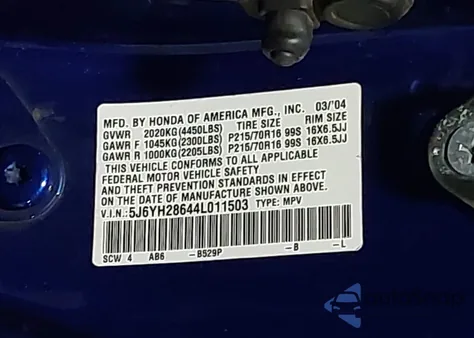 MFD. BY HONDA OF AMERICA MFG., INC. 03/'04
GVWR 2020KG(4450LBS) TIRE SIZE RIM SIZE
GAWR F 1045KG(2300LBS) P215/70R16 99S 16X6.5JJ
GAWR R 1000KG(2205LBS) P215/70R16 99S 16X6.5JJ
THIS VEHICLE CONFORMS TO ALL APPLICABLE
FEDERAL MOTOR VEHICLE SAFETY
AND THEFT PREVENTION STANDARDS IN EFFECT
ON THE DATE OF MANUFACTURE SHOWN ABOVE.
V.I.N: 5J6YH28644L011503 TYPE: MPV
SCW 4 AB6 -B529P -B -L